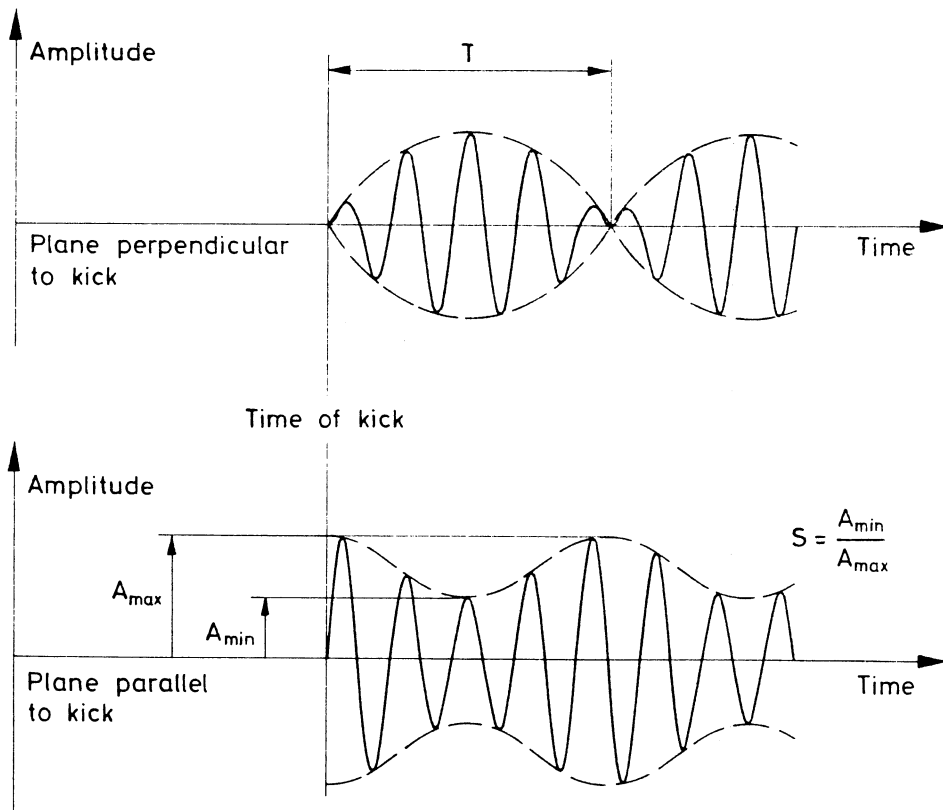 Amplitude
T
Plane perpendicular
to kick
Time
Time of kick
Amplitude
S = A_min / A_max
A_max
A_min
Plane parallel
to kick
Time